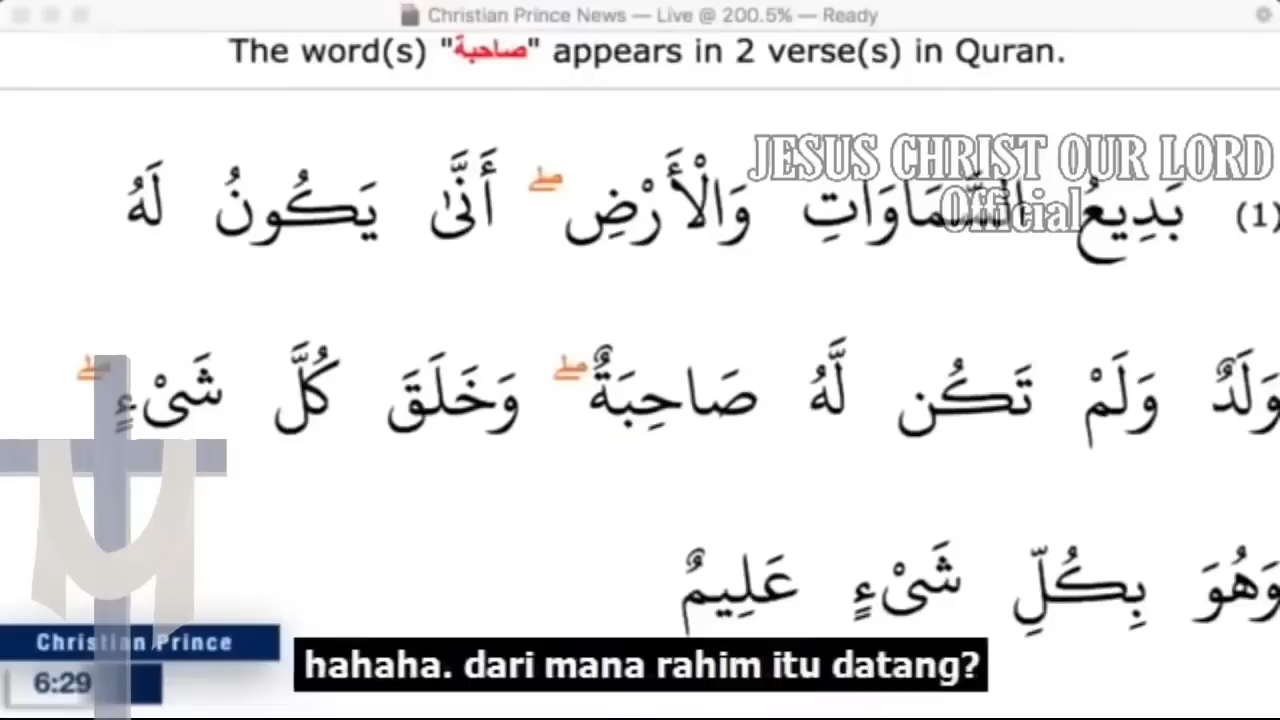 Christian Prince News — Live @ 200.5% — Ready
The word(s) "صاحبة" appears in 2 verse(s) in Quran.
JESUS CHRIST OUR LORD
Official
(1) بَدِيعُ السَّمَاوَاتِ وَالْأَرْضِ ۖ أَنَّىٰ يَكُونُ لَهُ
وَلَدٌ وَلَمْ تَكُن لَّهُ صَاحِبَةٌ ۖ وَخَلَقَ كُلَّ شَيْءٍ ۖ
وَهُوَ بِكُلِّ شَيْءٍ عَلِيمٌ
Christian Prince
6:29
hahaha. dari mana rahim itu datang?